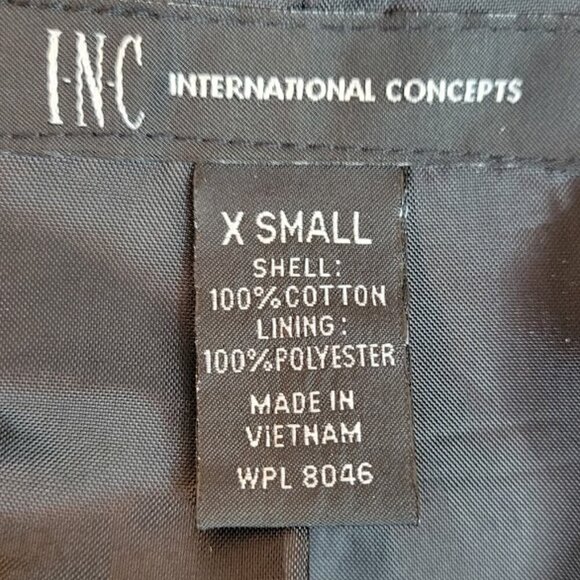 I·N·C INTERNATIONAL CONCEPTS
X SMALL
SHELL:
100%COTTON
LINING:
100%POLYESTER
MADE IN
VIETNAM
WPL 8046